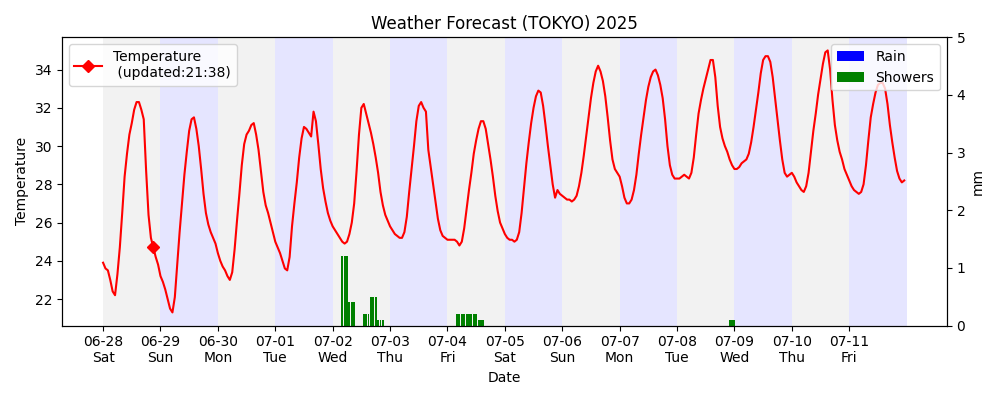 Weather Forecast (TOKYO) 2025
Temperature
(updated:21:38)
Rain
Showers
Temperature
34
32
30
28
26
24
22
5
4
3
2
1
0
mm
06-28 06-29 06-30 07-01 07-02 07-03 07-04 07-05 07-06 07-07 07-08 07-09 07-10 07-11
Sat Sun Mon Tue Wed Thu Fri Sat Sun Mon Tue Wed Thu Fri
Date